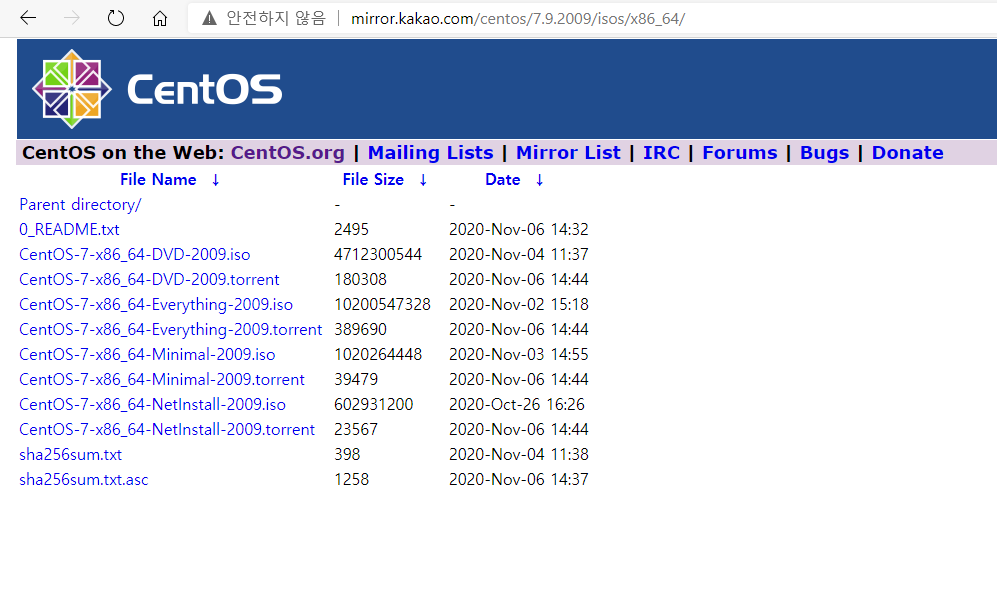 안전하지 않음 | mirror.kakao.com/centos/7.9.2009/isos/x86_64/
CentOS
CentOS on the Web: CentOS.org | Mailing Lists | Mirror List | IRC | Forums | Bugs | Donate
File Name ↓ File Size ↓ Date ↓
Parent directory/ - -
0_README.txt 2495 2020-Nov-06 14:32
CentOS-7-x86_64-DVD-2009.iso 4712300544 2020-Nov-04 11:37
CentOS-7-x86_64-DVD-2009.torrent 180308 2020-Nov-06 14:44
CentOS-7-x86_64-Everything-2009.iso 10200547328 2020-Nov-02 15:18
CentOS-7-x86_64-Everything-2009.torrent 389690 2020-Nov-06 14:44
CentOS-7-x86_64-Minimal-2009.iso 1020264448 2020-Nov-03 14:55
CentOS-7-x86_64-Minimal-2009.torrent 39479 2020-Nov-06 14:44
CentOS-7-x86_64-NetInstall-2009.iso 602931200 2020-Oct-26 16:26
CentOS-7-x86_64-NetInstall-2009.torrent 23567 2020-Nov-06 14:44
sha256sum.txt 398 2020-Nov-04 11:38
sha256sum.txt.asc 1258 2020-Nov-06 14:37